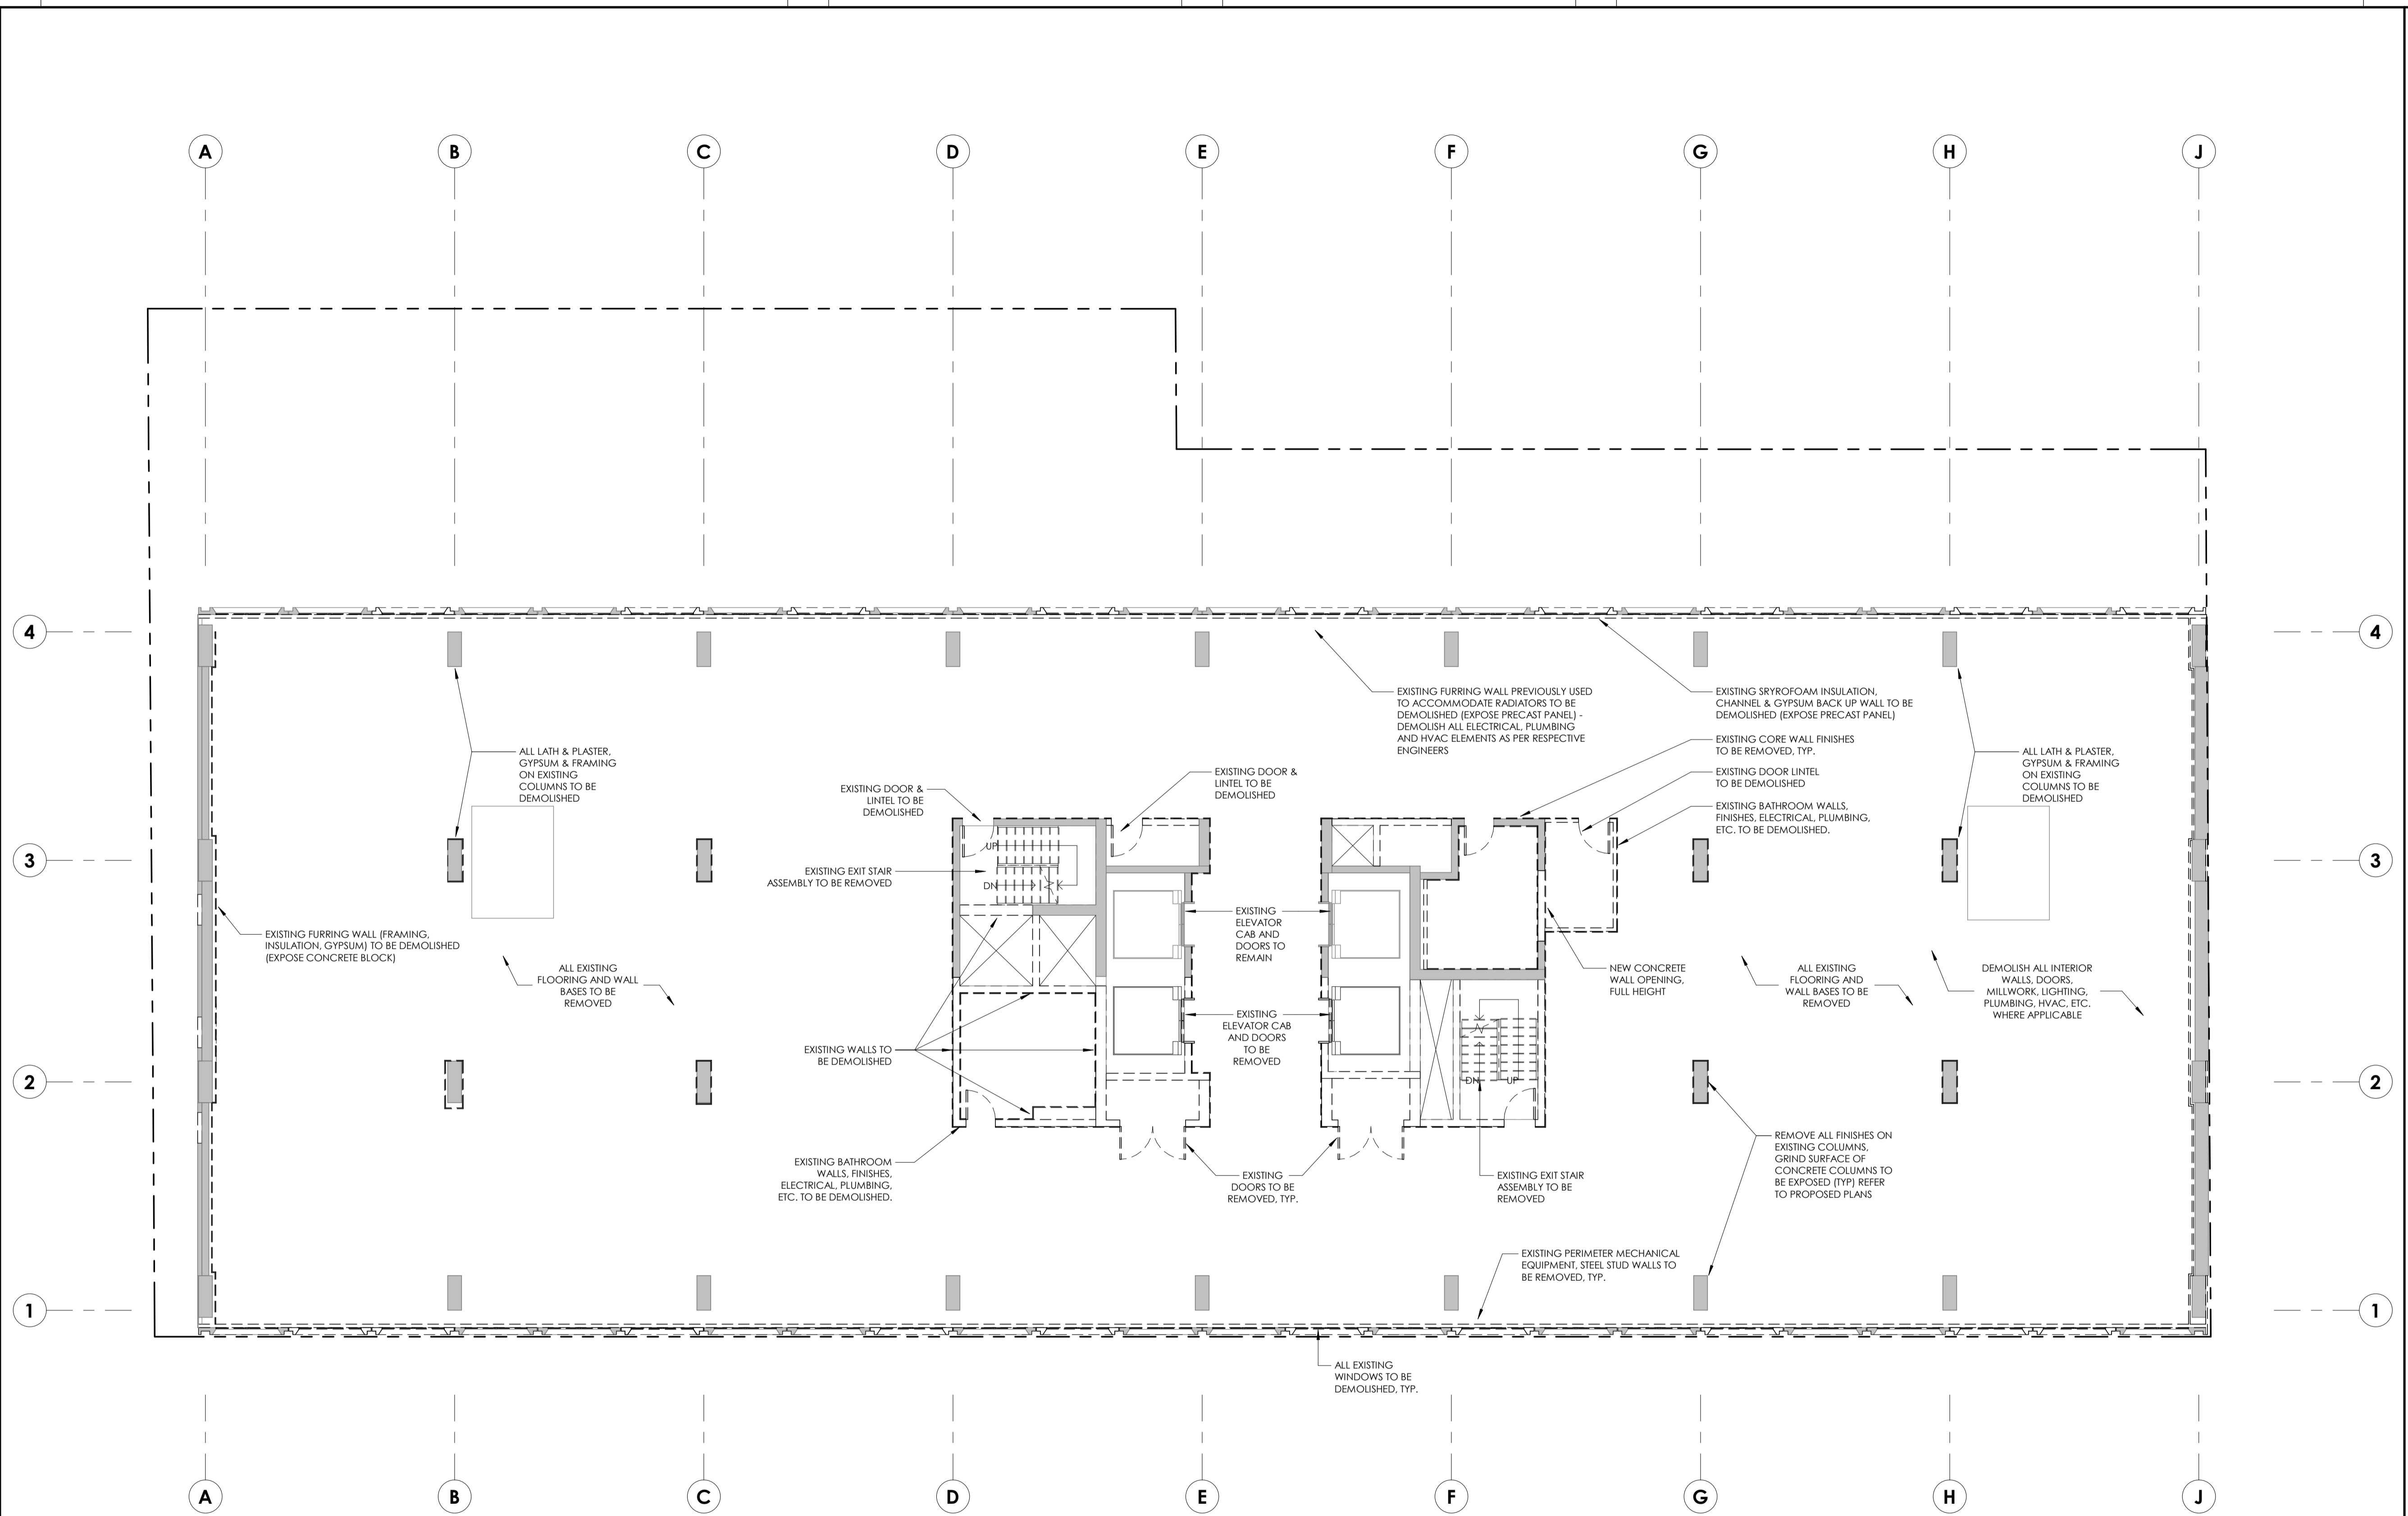 A
B
C
D
E
F
G
H
J
4
4
EXISTING FURRING WALL PREVIOUSLY USED
TO ACCOMMODATE RADIATORS TO BE
DEMOLISHED (EXPOSE PRECAST PANEL) -
DEMOLISH ALL ELECTRICAL, PLUMBING
AND HVAC ELEMENTS AS PER RESPECTIVE
ENGINEERS
EXISTING SRYROFOAM INSULATION,
CHANNEL & GYPSUM BACK UP WALL TO BE
DEMOLISHED (EXPOSE PRECAST PANEL)
EXISTING CORE WALL FINISHES
TO BE REMOVED, TYP.
ALL LATH & PLASTER,
GYPSUM & FRAMING
ON EXISTING
COLUMNS TO BE
DEMOLISHED
ALL LATH & PLASTER,
GYPSUM & FRAMING
ON EXISTING
COLUMNS TO BE
DEMOLISHED
EXISTING DOOR &
LINTEL TO BE
DEMOLISHED
EXISTING DOOR &
LINTEL TO BE
DEMOLISHED
EXISTING DOOR LINTEL
TO BE DEMOLISHED
EXISTING BATHROOM WALLS,
FINISHES, ELECTRICAL, PLUMBING,
ETC. TO BE DEMOLISHED.
UP
3
3
EXISTING EXIT STAIR
ASSEMBLY TO BE REMOVED
DN
EXISTING
ELEVATOR
CAB AND
DOORS TO
REMAIN
EXISTING FURRING WALL (FRAMING,
INSULATION, GYPSUM) TO BE DEMOLISHED
(EXPOSE CONCRETE BLOCK)
ALL EXISTING
FLOORING AND WALL
BASES TO BE
REMOVED
NEW CONCRETE
WALL OPENING,
FULL HEIGHT
ALL EXISTING
FLOORING AND
WALL BASES TO BE
REMOVED
DEMOLISH ALL INTERIOR
WALLS, DOORS,
MILLWORK, LIGHTING,
PLUMBING, HVAC, ETC.
WHERE APPLICABLE
EXISTING
ELEVATOR CAB
AND DOORS
TO BE
REMOVED
EXISTING WALLS TO
BE DEMOLISHED
2
DN
UP
2
EXISTING BATHROOM
WALLS, FINISHES,
ELECTRICAL, PLUMBING,
ETC. TO BE DEMOLISHED.
EXISTING
DOORS TO BE
REMOVED, TYP.
EXISTING EXIT STAIR
ASSEMBLY TO BE
REMOVED
REMOVE ALL FINISHES ON
EXISTING COLUMNS,
GRIND SURFACE OF
CONCRETE COLUMNS TO
BE EXPOSED (TYP) REFER
TO PROPOSED PLANS
EXISTING PERIMETER MECHANICAL
EQUIPMENT, STEEL STUD WALLS TO
BE REMOVED, TYP.
1
1
ALL EXISTING
WINDOWS TO BE
DEMOLISHED, TYP.
A
B
C
D
E
F
G
H
J